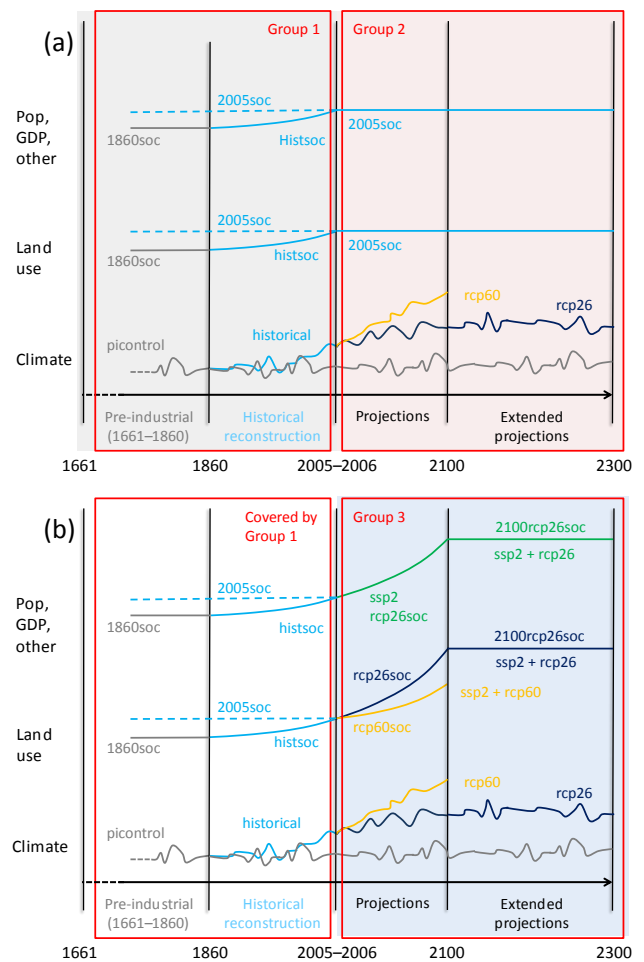 (a)
Group 1
Group 2
Pop,
GDP,
other
2005soc
1860soc
Histsoc
2005soc
Land
use
2005soc
1860soc
histsoc
2005soc
Climate
picontrol
historical
rcp60
rcp26
Pre-industrial
(1661–1860)
Historical
reconstruction
Projections
Extended
projections
1661
1860
2005–2006
2100
2300
(b)
Covered by
Group 1
Group 3
Pop,
GDP,
other
2005soc
1860soc
histsoc
ssp2
rcp26soc
2100rcp26soc
ssp2 + rcp26
Land
use
2005soc
1860soc
histsoc
rcp26soc
rcp60soc
2100rcp26soc
ssp2 + rcp26
ssp2 + rcp60
Climate
picontrol
historical
rcp60
rcp26
Pre-industrial
(1661–1860)
Historical
reconstruction
Projections
Extended
projections
1661
1860
2005–2006
2100
2300